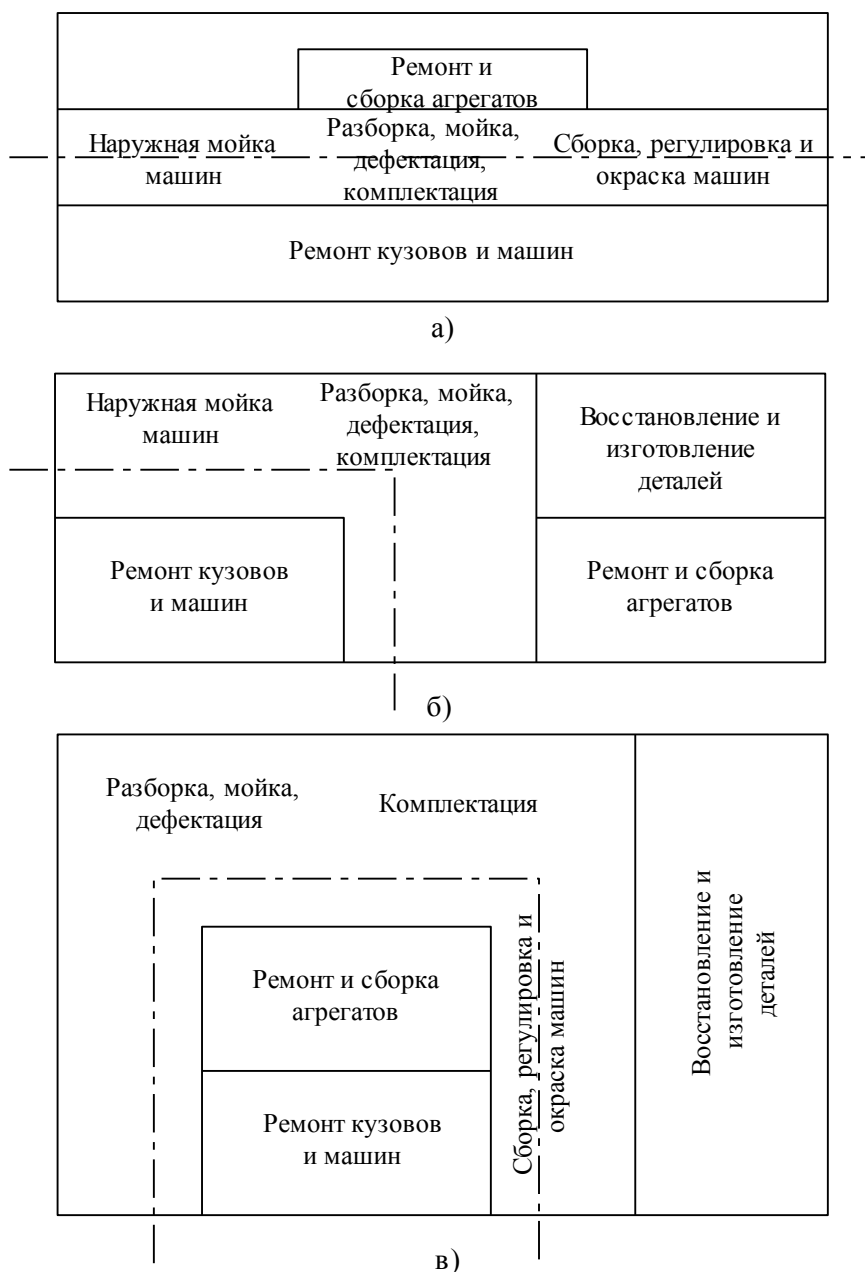 Ремонт и
сборка агрегатов
Наружная мойка
машин
Разборка, мойка,
дефектация,
комплектация
Сборка, регулировка и
окраска машин
Ремонт кузовов и машин
а)
Наружная мойка
машин
Разборка, мойка,
дефектация,
комплектация
Восстановление и
изготовление
деталей
Ремонт кузовов
и машин
Ремонт и сборка
агрегатов
б)
Разборка, мойка,
дефектация
Комплектация
Ремонт и сборка
агрегатов
Ремонт кузовов
и машин
Сборка, регулировка и
окраска машин
Восстановление и
изготовление
деталей
в)